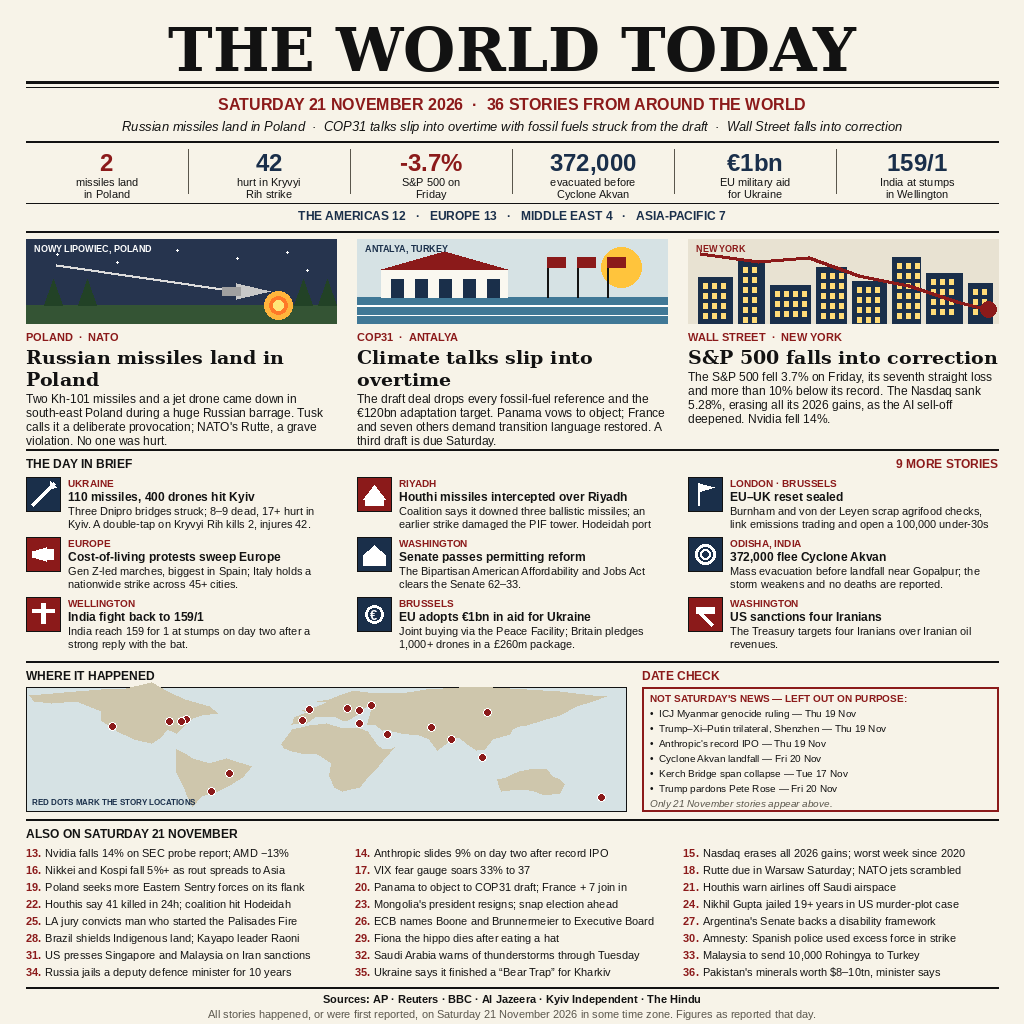 THE WORLD TODAY
SATURDAY 21 NOVEMBER 2026 · 36 STORIES FROM AROUND THE WORLD
Russian missiles land in Poland · COP31 talks slip into overtime with fossil fuels struck from the draft · Wall Street falls into correction
2
missiles land
in Poland
42
hurt in Kryvyi
Rih strike
-3.7%
S&P 500 on
Friday
372,000
evacuated before
Cyclone Akvan
€1bn
EU military aid
for Ukraine
159/1
India at stumps
in Wellington
THE AMERICAS 12 · EUROPE 13 · MIDDLE EAST 4 · ASIA-PACIFIC 7
NOWY LIPOWIEC, POLAND
POLAND · NATO
Russian missiles land in
Poland
Two Kh-101 missiles and a jet drone came down in
south-east Poland during a huge Russian barrage. Tusk
calls it a deliberate provocation; NATO's Rutte, a grave
violation. No one was hurt.
ANTALYA, TURKEY
COP31 · ANTALYA
Climate talks slip into
overtime
The draft deal drops every fossil-fuel reference and the
€120bn adaptation target. Panama vows to object; France
and seven others demand transition language restored. A
third draft is due Saturday.
NEW YORK
WALL STREET · NEW YORK
S&P 500 falls into correction
The S&P 500 fell 3.7% on Friday, its seventh straight loss
and more than 10% below its record. The Nasdaq sank
5.28%, erasing all its 2026 gains, as the AI sell-off
deepened. Nvidia fell 14%.
THE DAY IN BRIEF
9 MORE STORIES
UKRAINE
110 missiles, 400 drones hit Kyiv
Three Dnipro bridges struck; 8–9 dead, 17+ hurt in
Kyiv. A double-tap on Kryvyi Rih kills 2, injures 42.
RIYADH
Houthi missiles intercepted over Riyadh
Coalition says it downed three ballistic missiles; an
earlier strike damaged the PIF tower. Hodeidah port
LONDON · BRUSSELS
EU–UK reset sealed
Burnham and von der Leyen scrap agrifood checks,
link emissions trading and open a 100,000 under-30s
EUROPE
Cost-of-living protests sweep Europe
Gen Z-led marches, biggest in Spain; Italy holds a
nationwide strike across 45+ cities.
WASHINGTON
Senate passes permitting reform
The Bipartisan American Affordability and Jobs Act
clears the Senate 62–33.
ODISHA, INDIA
372,000 flee Cyclone Akvan
Mass evacuation before landfall near Gopalpur; the
storm weakens and no deaths are reported.
WELLINGTON
India fight back to 159/1
India reach 159 for 1 at stumps on day two after a
strong reply with the bat.
€
BRUSSELS
EU adopts €1bn in aid for Ukraine
Joint buying via the Peace Facility; Britain pledges
1,000+ drones in a £260m package.
WASHINGTON
US sanctions four Iranians
The Treasury targets four Iranians over Iranian oil
revenues.
WHERE IT HAPPENED
RED DOTS MARK THE STORY LOCATIONS
DATE CHECK
NOT SATURDAY'S NEWS — LEFT OUT ON PURPOSE:
• ICJ Myanmar genocide ruling — Thu 19 Nov
• Trump–Xi–Putin trilateral, Shenzhen — Thu 19 Nov
• Anthropic's record IPO — Thu 19 Nov
• Cyclone Akvan landfall — Fri 20 Nov
• Kerch Bridge span collapse — Tue 17 Nov
• Trump pardons Pete Rose — Fri 20 Nov
Only 21 November stories appear above.
ALSO ON SATURDAY 21 NOVEMBER
13. Nvidia falls 14% on SEC probe report; AMD −13%
14. Anthropic slides 9% on day two after record IPO
15. Nasdaq erases all 2026 gains; worst week since 2020
16. Nikkei and Kospi fall 5%+ as rout spreads to Asia
17. VIX fear gauge soars 33% to 37
18. Rutte due in Warsaw Saturday; NATO jets scrambled
19. Poland seeks more Eastern Sentry forces on its flank
20. Panama to object to COP31 draft; France + 7 join in
21. Houthis warn airlines off Saudi airspace
22. Houthis say 41 killed in 24h; coalition hit Hodeidah
23. Mongolia's president resigns; snap election ahead
24. Nikhil Gupta jailed 19+ years in US murder-plot case
25. LA jury convicts man who started the Palisades Fire
26. ECB names Boone and Brunnermeier to Executive Board
27. Argentina's Senate backs a disability framework
28. Brazil shields Indigenous land; Kayapo leader Raoni
29. Fiona the hippo dies after eating a hat
30. Amnesty: Spanish police used excess force in strike
31. US presses Singapore and Malaysia on Iran sanctions
32. Saudi Arabia warns of thunderstorms through Tuesday
33. Malaysia to send 10,000 Rohingya to Turkey
34. Russia jails a deputy defence minister for 10 years
35. Ukraine says it finished a “Bear Trap” for Kharkiv
36. Pakistan's minerals worth $8–10tn, minister says
Sources: AP · Reuters · BBC · Al Jazeera · Kyiv Independent · The Hindu
All stories happened, or were first reported, on Saturday 21 November 2026 in some time zone. Figures as reported that day.